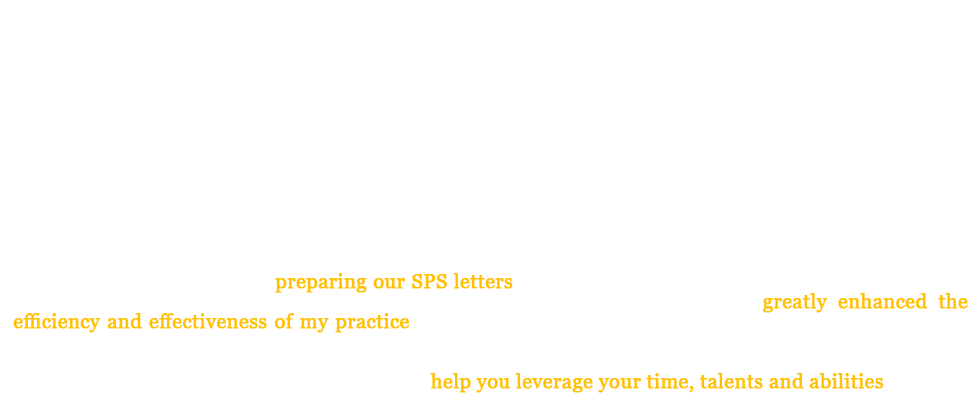 preparing our SPS letters
greatly enhanced the
efficiency and effectiveness of my practice
help you leverage your time, talents and abilities